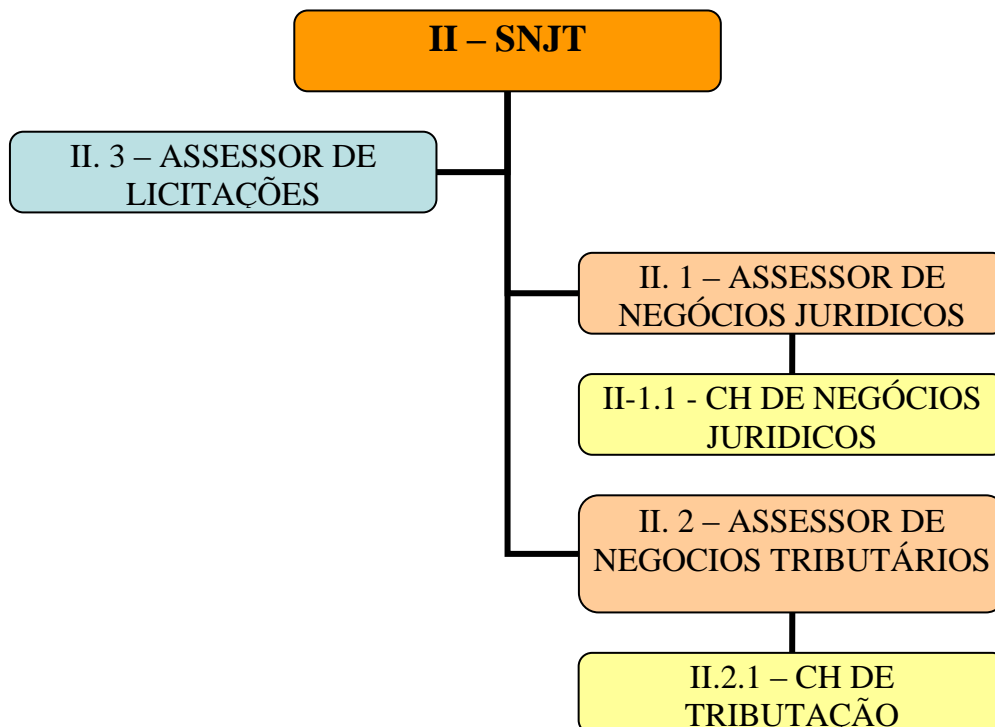 II – SNJT
II. 3 – ASSESSOR DE
LICITAÇÕES
II. 1 – ASSESSOR DE
NEGÓCIOS JURIDICOS
II-1.1 - CH DE NEGÓCIOS
JURIDICOS
II. 2 – ASSESSOR DE
NEGOCIOS TRIBUTÁRIOS
II.2.1 – CH DE
TRIBUTAÇÃO